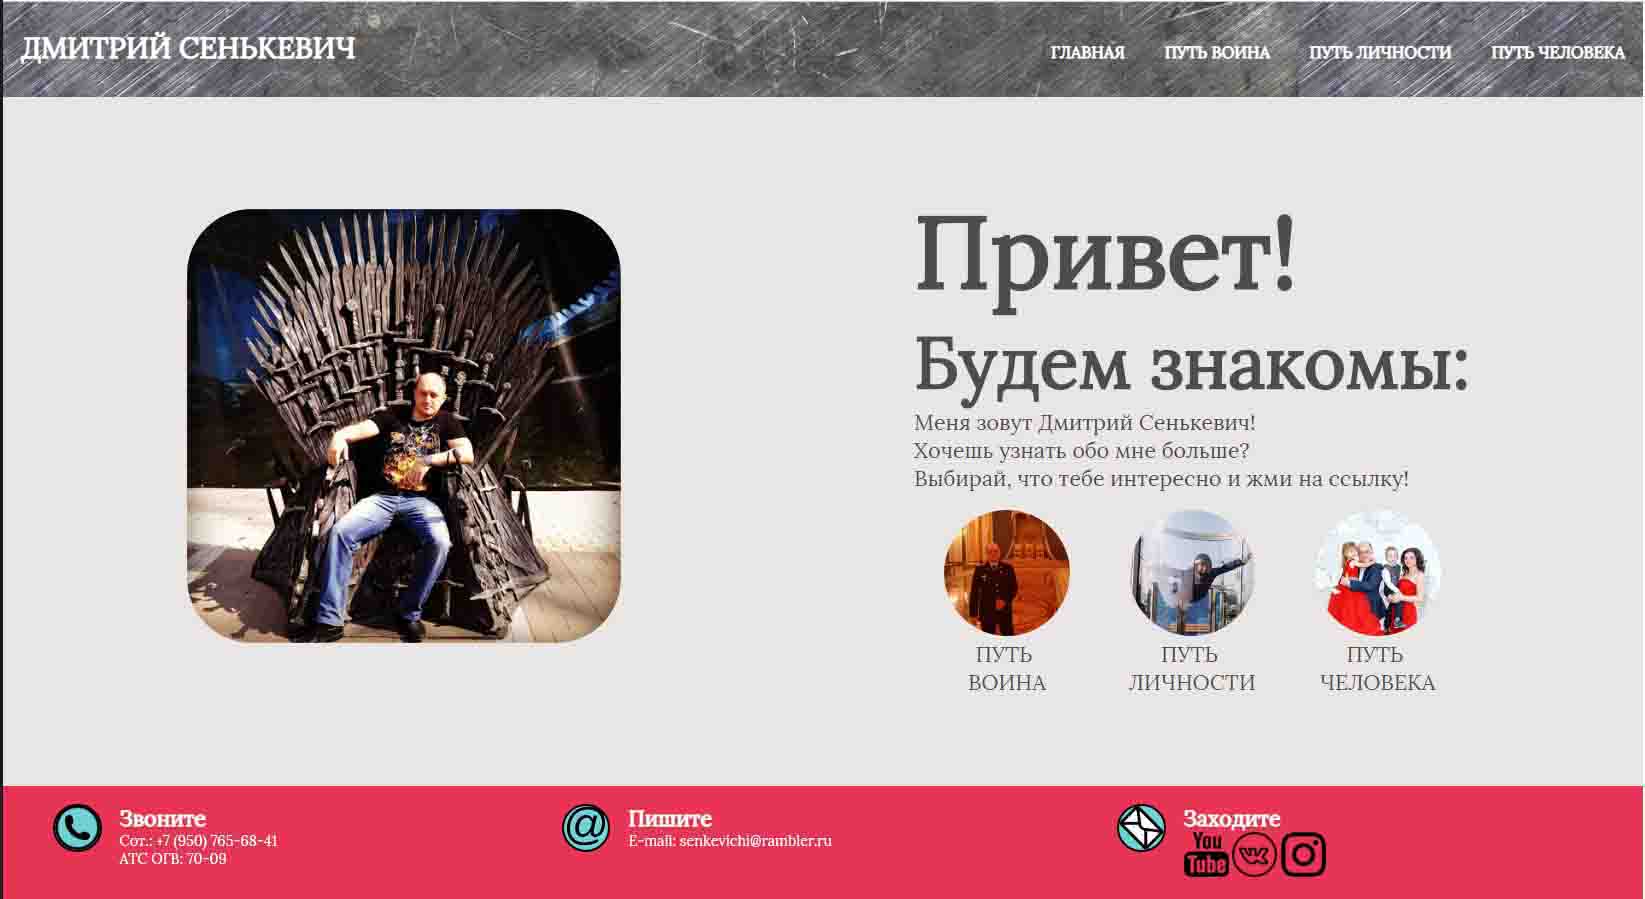 ДМИТРИЙ СЕНЬКЕВИЧ
ГЛАВНАЯ ПУТЬ ВОИНА ПУТЬ ЛИЧНОСТИ ПУТЬ ЧЕЛОВЕКА
Привет!
Будем знакомы:
Меня зовут Дмитрий Сенькевич!
Хочешь узнать обо мне больше?
Выбирай, что тебе интересно и жми на ссылку!
ПУТЬ
ВОИНА
ПУТЬ
ЛИЧНОСТИ
ПУТЬ
ЧЕЛОВЕКА
Звоните
Сот.: +7 (950) 765-68-41
АТС ОГВ: 70-09
Пишите
E-mail: senkevichi@rambler.ru
Заходите
You
Tube